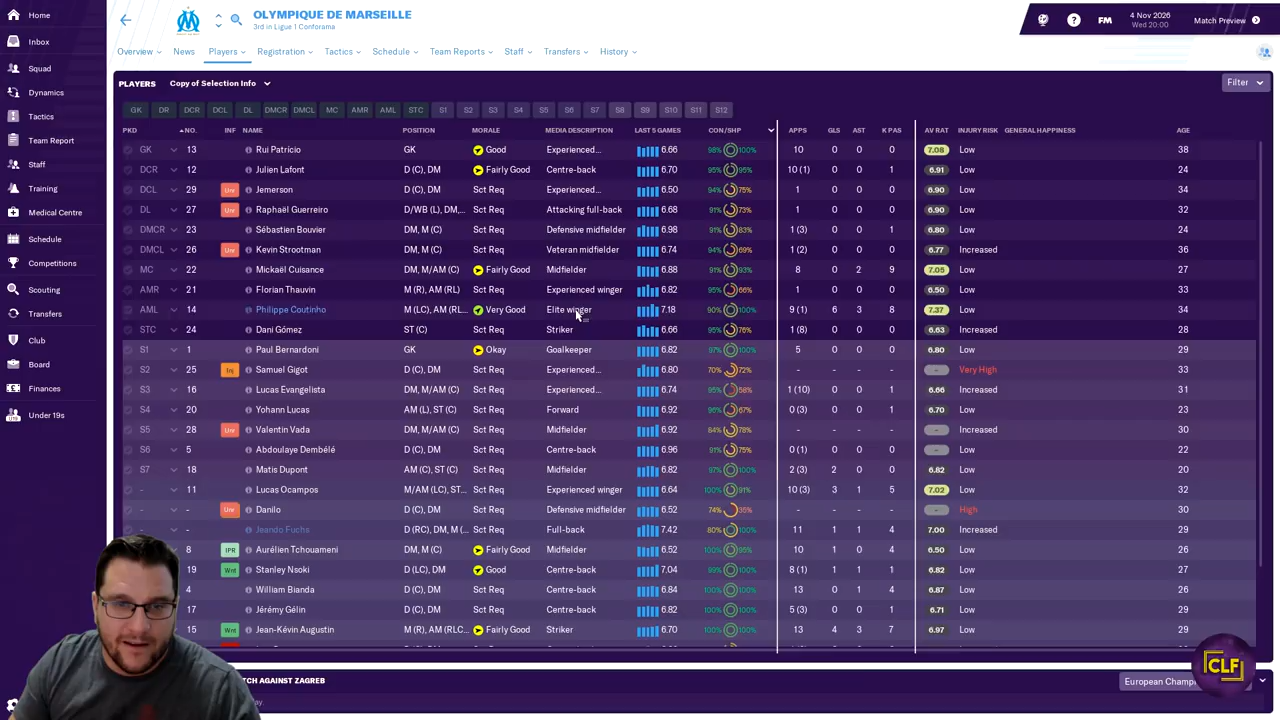 Home
OLYMPIQUE DE MARSEILLE
3rd in Ligue 1 Conforama
FM
4 Nov 2026
Wed 20:00
Match Preview
Inbox
Overview News Players Registration Tactics Schedule Team Reports Staff Transfers History
Squad
Dynamics
Tactics
Team Report
Staff
Training
Medical Centre
Schedule
Competitions
Scouting
Transfers
Club
Board
Finances
Under 19s
PLAYERS Copy of Selection Info Filter
GK DR DCR DCL DL DMCR DMCL MC AMR AML STC S1 S2 S3 S4 S5 S6 S7 S8 S9 S10 S11 S12
PKD NO. INF NAME POSITION MORALE MEDIA DESCRIPTION LAST 5 GAMES CON/SHP APPS GLS AST K PAS AV RAT INJURY RISK GENERAL HAPPINESS AGE
GK 13 Rui Patrício GK Good Experienced... 6.66 98% 100% 10 0 0 0 7.08 Low 38
DCR 12 Julien Lafont D (C), DM Fairly Good Centre-back 6.70 95% 95% 10 (1) 0 0 1 6.91 Low 24
DCL 29 Unr Jemerson D (C), DM Sct Req Experienced... 6.50 94% 75% 1 0 0 0 6.90 Low 34
DL 27 Unr Raphaël Guerreiro D/WB (L), DM,... Sct Req Attacking full-back 6.68 91% 73% 1 0 0 0 6.90 Low 32
DMCR 23 Sébastien Bouvier DM, M (C) Sct Req Defensive midfielder 6.98 91% 83% 1 (3) 0 0 0 6.80 Low 24
DMCL 26 Unr Kevin Strootman DM, M (C) Sct Req Veteran midfielder 6.74 94% 69% 1 (2) 0 0 0 6.77 Increased 36
MC 22 Mickaël Cuisance DM, M/AM (C) Fairly Good Midfielder 6.88 91% 93% 8 0 2 9 7.05 Low 27
AMR 21 Florian Thauvin M (R), AM (RL) Sct Req Experienced winger 6.82 95% 66% 1 0 0 0 6.50 Low 33
AML 14 Philippe Coutinho M (LC), AM (RL... Very Good Elite winger 7.18 90% 100% 9 (1) 6 3 8 7.37 Low 34
STC 24 Dani Gómez ST (C) Sct Req Striker 6.66 95% 76% 1 (8) 0 0 0 6.63 Increased 28
S1 1 Paul Bernardoni GK Okay Goalkeeper 6.82 97% 100% 5 0 0 0 6.80 Low 29
S2 25 Inj Samuel Gigot D (C), DM Sct Req Experienced... 6.80 70% 72% - - - - - Very High 33
S3 16 Lucas Evangelista DM, M/AM (C) Sct Req Experienced... 6.74 95% 58% 1 (10) 0 0 1 6.66 Increased 31
S4 20 Yohann Lucas AM (L), ST (C) Sct Req Forward 6.92 96% 67% 0 (3) 0 0 0 6.70 Low 23
S5 28 Unr Valentin Vada DM, M/AM (C) Sct Req Midfielder 6.92 84% 78% - - - - - Increased 30
S6 5 Abdoulaye Dembélé D (C), DM Sct Req Centre-back 6.96 91% 75% 0 (1) 0 0 0 - Low 22
S7 18 Matis Dupont AM (C), ST (C) Sct Req Midfielder 6.82 97% 100% 2 (3) 2 0 0 6.82 Low 20
- 11 Lucas Ocampos M/AM (LC), ST... Sct Req Experienced winger 6.64 100% 91% 10 (3) 3 1 5 7.02 Low 32
- - Unr Danilo D (C), DM Sct Req Defensive midfielder 6.52 74% 35% - - - - - High 30
- - Jeando Fuchs D (RC), DM, M (... Sct Req Full-back 7.42 80% 100% 11 1 1 4 7.00 Increased 29
8 IPR Aurélien Tchouameni DM, M (C) Fairly Good Midfielder 6.52 100% 95% 10 1 0 4 6.50 Low 26
19 Wnt Stanley Nsoki D (LC), DM Good Centre-back 7.04 99% 100% 8 (1) 1 1 1 6.82 Low 27
4 William Bianda D (C), DM Sct Req Centre-back 6.84 100% 100% 13 0 1 4 6.87 Low 26
17 Jérémy Gélin D (C), DM Sct Req Centre-back 6.82 100% 100% 5 (3) 0 0 1 6.71 Low 29
15 Wnt Jean-Kévin Augustin M (R), AM (RLC... Fairly Good Striker 6.70 100% 100% 13 4 3 7 6.97 Low 29
CLF
TCH AGAINST ZAGREB
European Champ